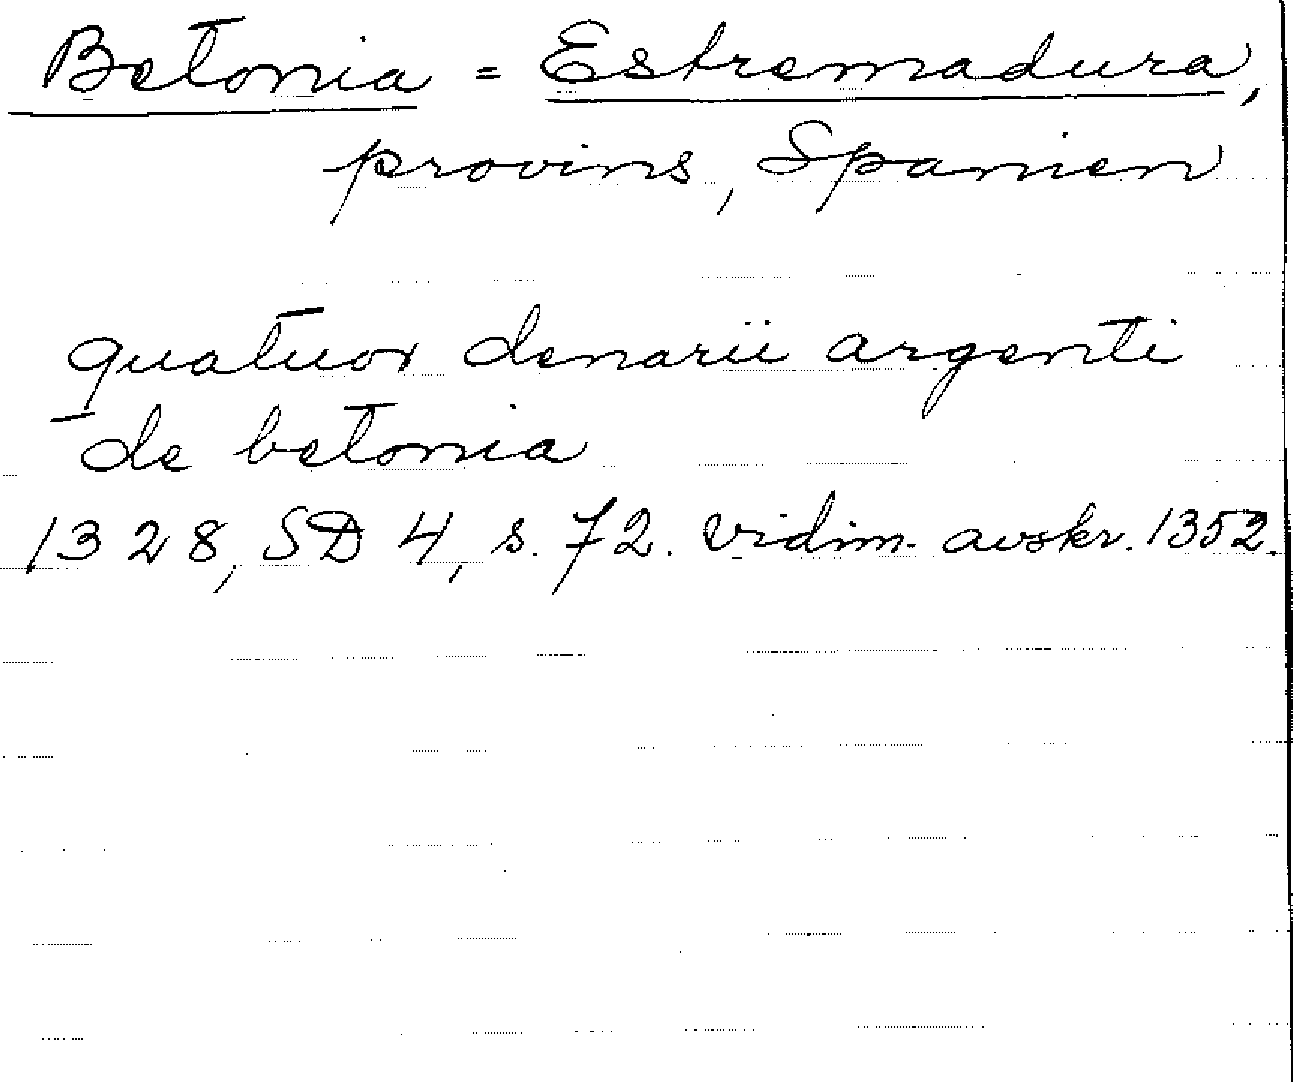 Betonia = Estremadura,
provins, Spanien
quatuor denarii argenti
de betonia
1328, SD 4, s. 72. vidim. avskr. 1352.